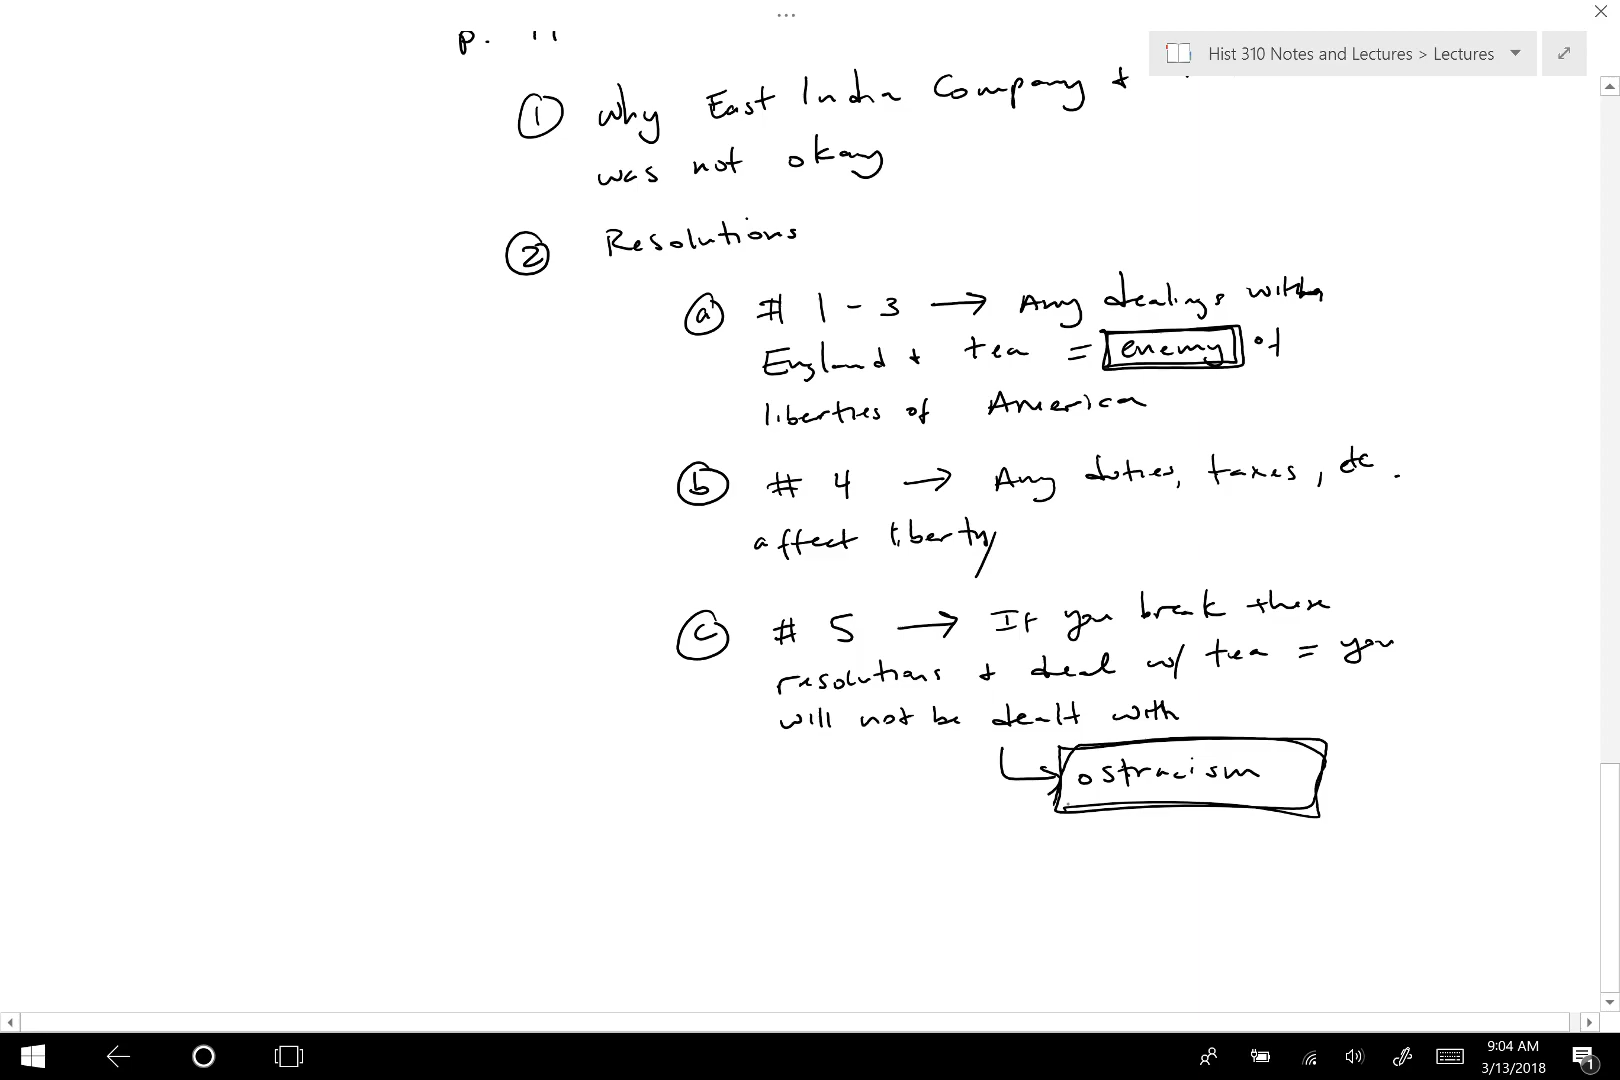 ...
p.
Hist 310 Notes and Lectures > Lectures
① Why East India Company +
was not okay
② Resolutions
ⓐ # 1 - 3 → Any dealings with
England + tea = enemy of
liberties of America
ⓑ # 4 → Any duties, taxes, etc.
affect liberty
ⓒ # 5 → If you break these
resolutions + deal w/ tea = you
will not be dealt with
ostracism
9:04 AM
3/13/2018
1